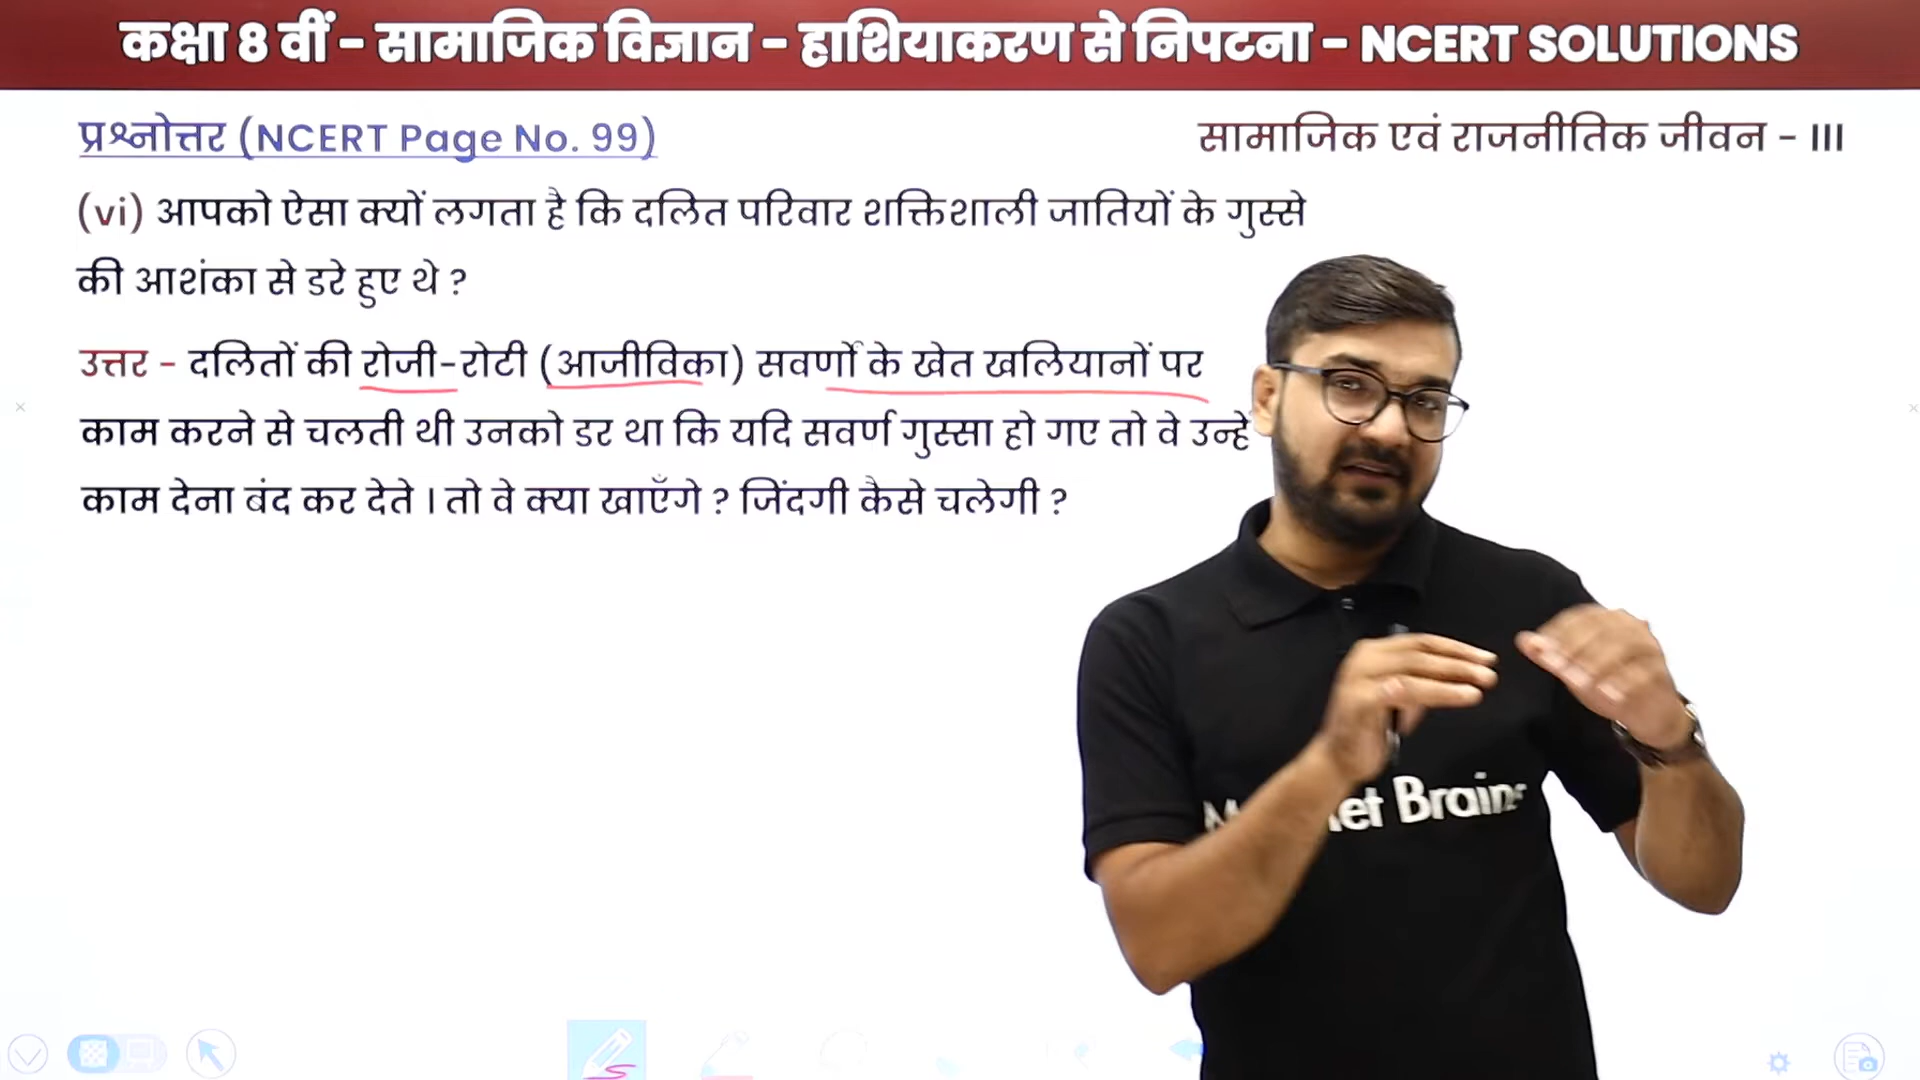 कक्षा 8 वीं - सामाजिक विज्ञान - हाशियाकरण से निपटना - NCERT SOLUTIONS
प्रश्नोत्तर (NCERT Page No. 99)
सामाजिक एवं राजनीतिक जीवन - III
(vi) आपको ऐसा क्यों लगता है कि दलित परिवार शक्तिशाली जातियों के गुस्से
की आशंका से डरे हुए थे ?
उत्तर - दलितों की रोजी-रोटी (आजीविका) सवर्णों के खेत खलियानों पर
काम करने से चलती थी उनको डर था कि यदि सवर्ण गुस्सा हो गए तो वे उन्हें
काम देना बंद कर देते । तो वे क्या खाएँगे ? जिंदगी कैसे चलेगी ?
Brain